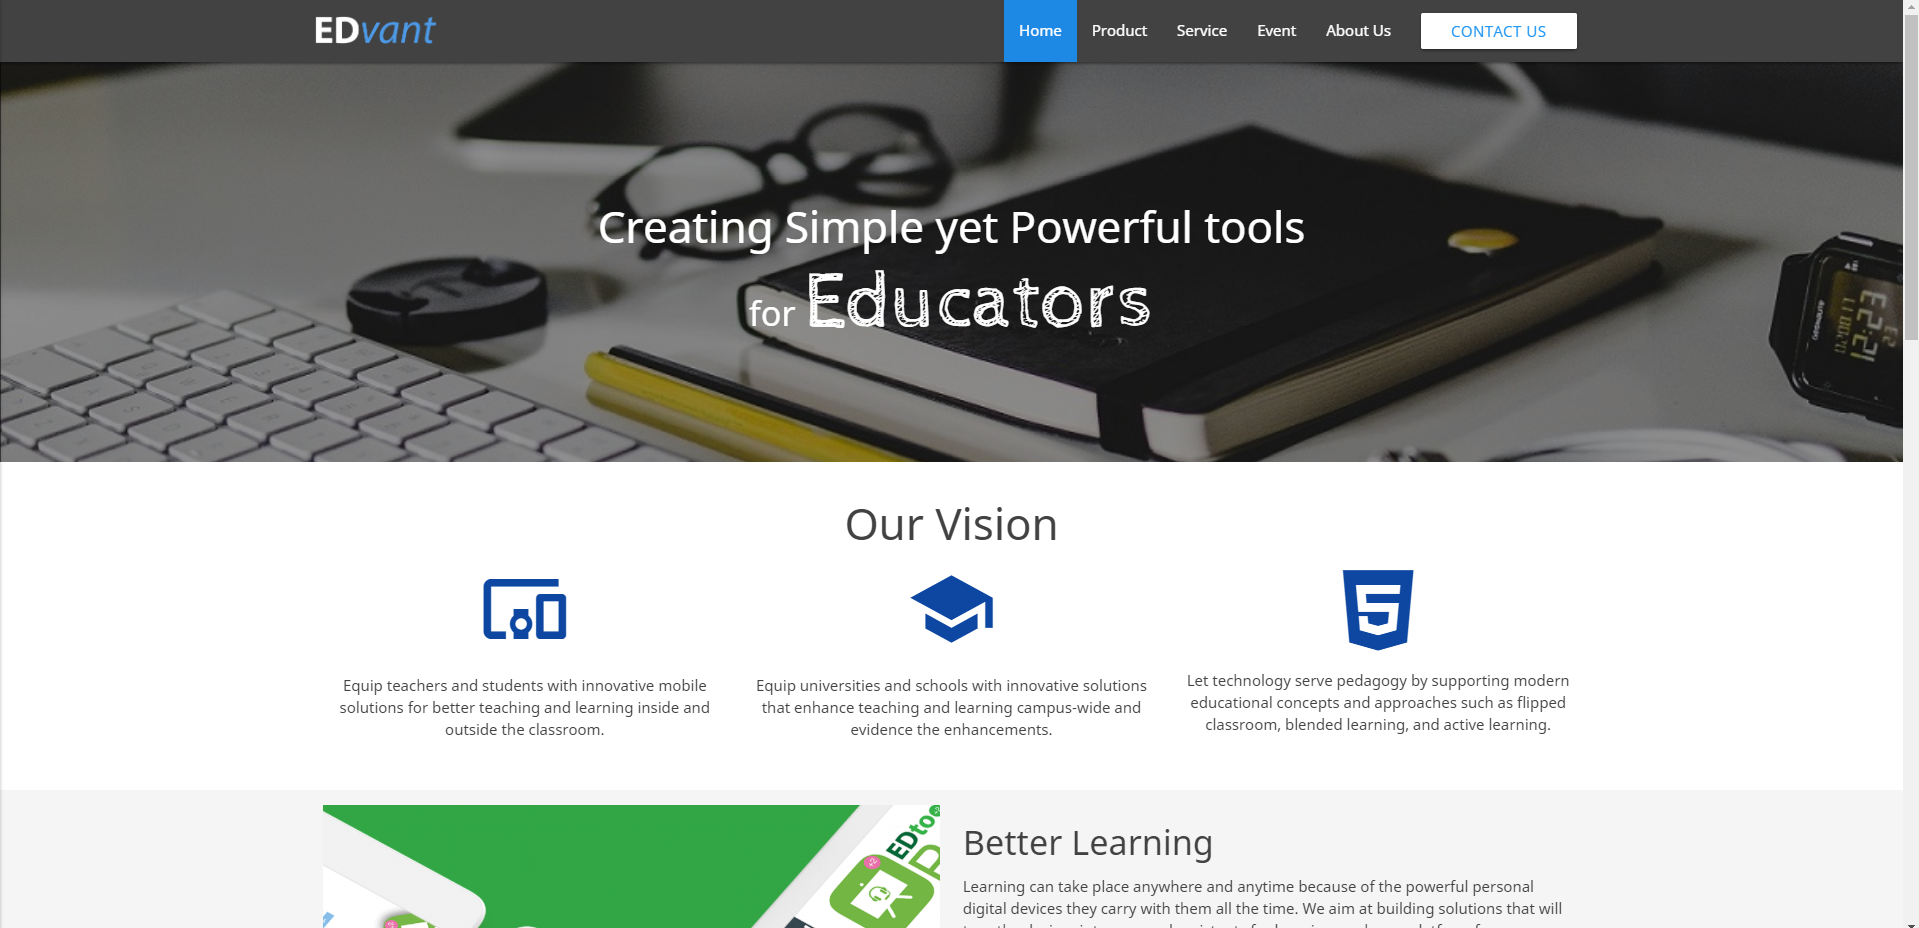 EDvant
Home Product Service Event About Us CONTACT US
Creating Simple yet Powerful tools
for Educators
Our Vision
Equip teachers and students with innovative mobile
solutions for better teaching and learning inside and
outside the classroom.
Equip universities and schools with innovative solutions
that enhance teaching and learning campus-wide and
evidence the enhancements.
Let technology serve pedagogy by supporting modern
educational concepts and approaches such as flipped
classroom, blended learning, and active learning.
EDtoo
Better Learning
Learning can take place anywhere and anytime because of the powerful personal
digital devices they carry with them all the time. We aim at building solutions that will